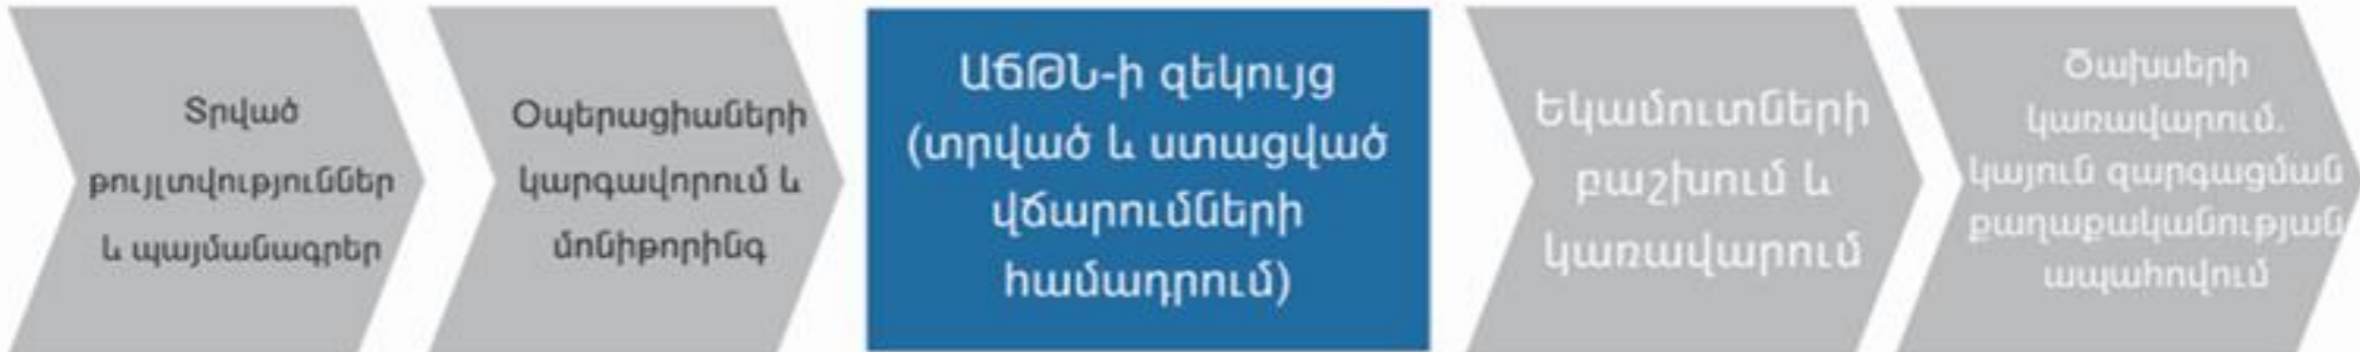 Տրված
թույլտվություններ
և պայմանագրեր
Օպերացիաների
կարգավորում և
մոնիթորինգ
ԱՃԹՆ-ի զեկույց
(տրված և ստացված
վճարումների
համադրում)
Եկամուտների
բաշխում և
կառավարում
Ծախսերի
կառավարում.
կայուն զարգացման
քաղաքականության
ապահովում